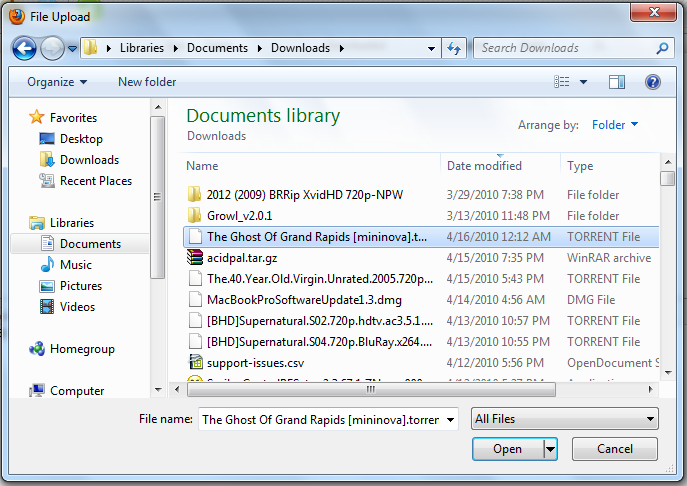 File Upload
Libraries Documents Downloads Search Downloads
Organize New folder
Favorites
Desktop
Downloads
Recent Places
Libraries
Documents
Music
Pictures
Videos
Homegroup
Computer
Documents library
Downloads
Arrange by: Folder
Name Date modified Type
2012 (2009) BRRip XvidHD 720p-NPW 3/29/2010 7:38 PM File folder
Growl_v2.0.1 3/13/2010 11:48 PM File folder
The Ghost Of Grand Rapids [mininova].t... 4/16/2010 12:12 AM TORRENT File
acidpal.tar.gz 4/15/2010 7:35 PM WinRAR archive
The.40.Year.Old.Virgin.Unrated.2005.720p... 4/15/2010 5:43 PM TORRENT File
MacBookProSoftwareUpdate1.3.dmg 4/14/2010 4:56 AM DMG File
[BHD]Supernatural.S02.720p.hdtv.ac3.5.1.... 4/13/2010 10:57 PM TORRENT File
[BHD]Supernatural.S04.720p.BluRay.x264.... 4/13/2010 10:55 PM TORRENT File
support-issues.csv 4/12/2010 5:56 PM OpenDocument S
File name: The Ghost Of Grand Rapids [mininova].torren All Files
Open Cancel